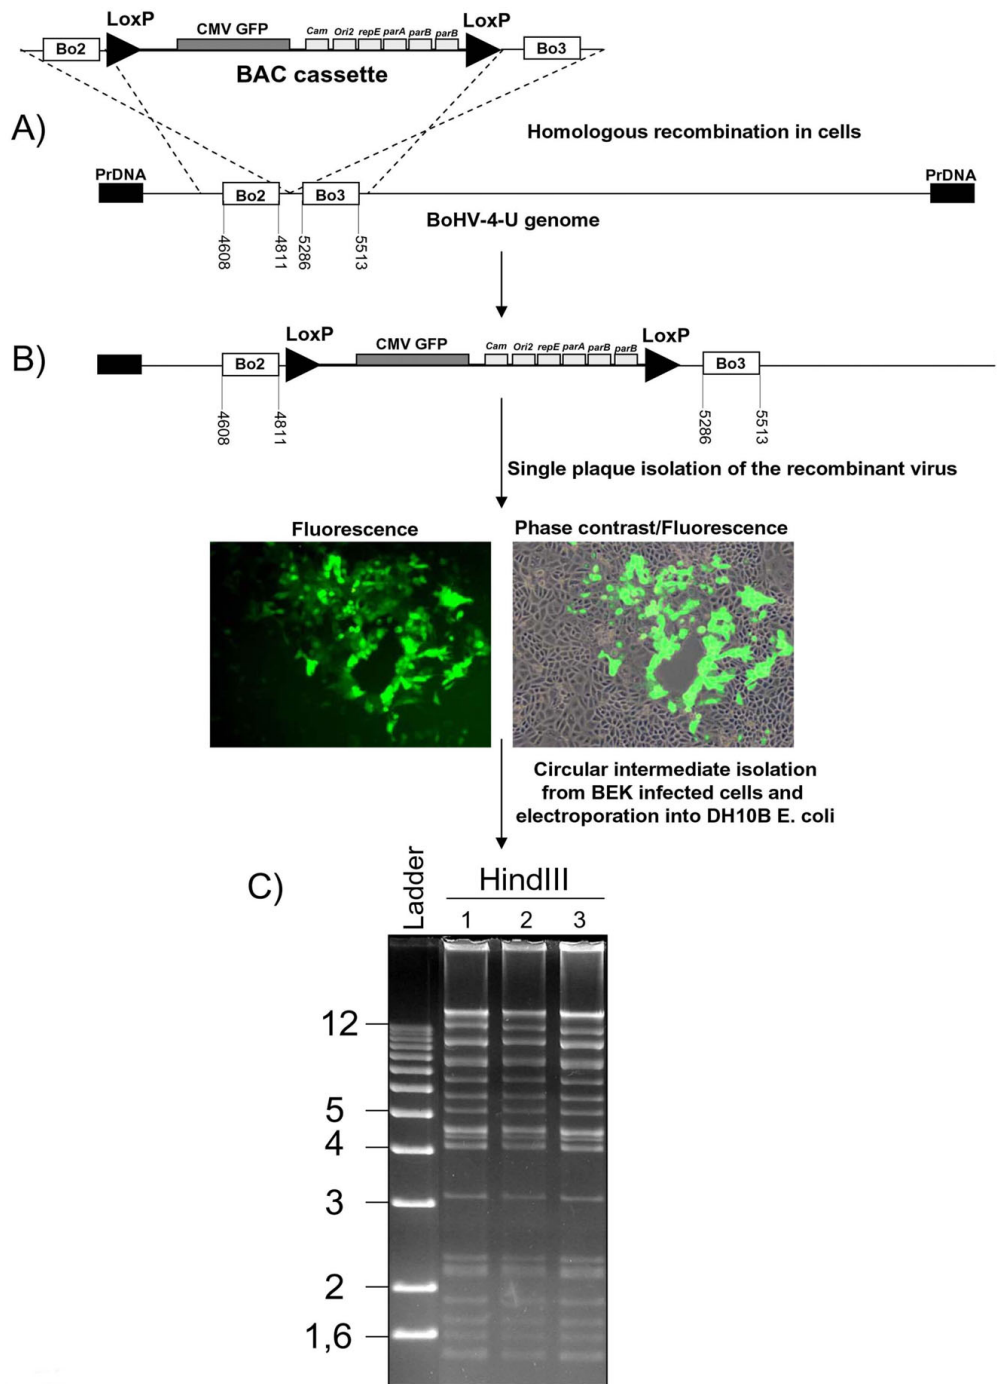 LoxP
LoxP
CMV GFP
Cam Ori2 repE parA parB parB
Bo2
Bo3
BAC cassette
A)
Homologous recombination in cells
PrDNA
PrDNA
Bo2
Bo3
BoHV-4-U genome
4608
4811
5286
5513
B)
LoxP
LoxP
CMV GFP
Cam Ori2 repE parA parB parB
Bo2
Bo3
4608
4811
5286
5513
Single plaque isolation of the recombinant virus
Fluorescence
Phase contrast/Fluorescence
Circular intermediate isolation
from BEK infected cells and
electroporation into DH10B E. coli
C)
Ladder
HindIII
1 2 3
12
5
4
3
2
1,6